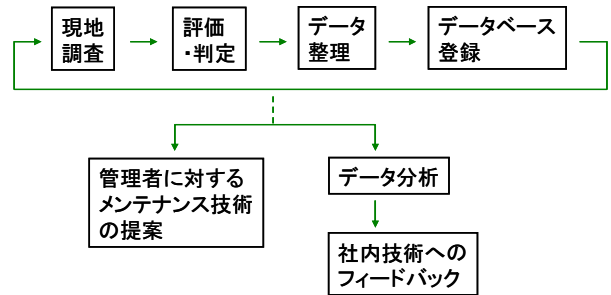 現地
調査
評価
・判定
データ
整理
データベース
登録
管理者に対する
メンテナンス技術
の提案
データ分析
社内技術への
フィードバック